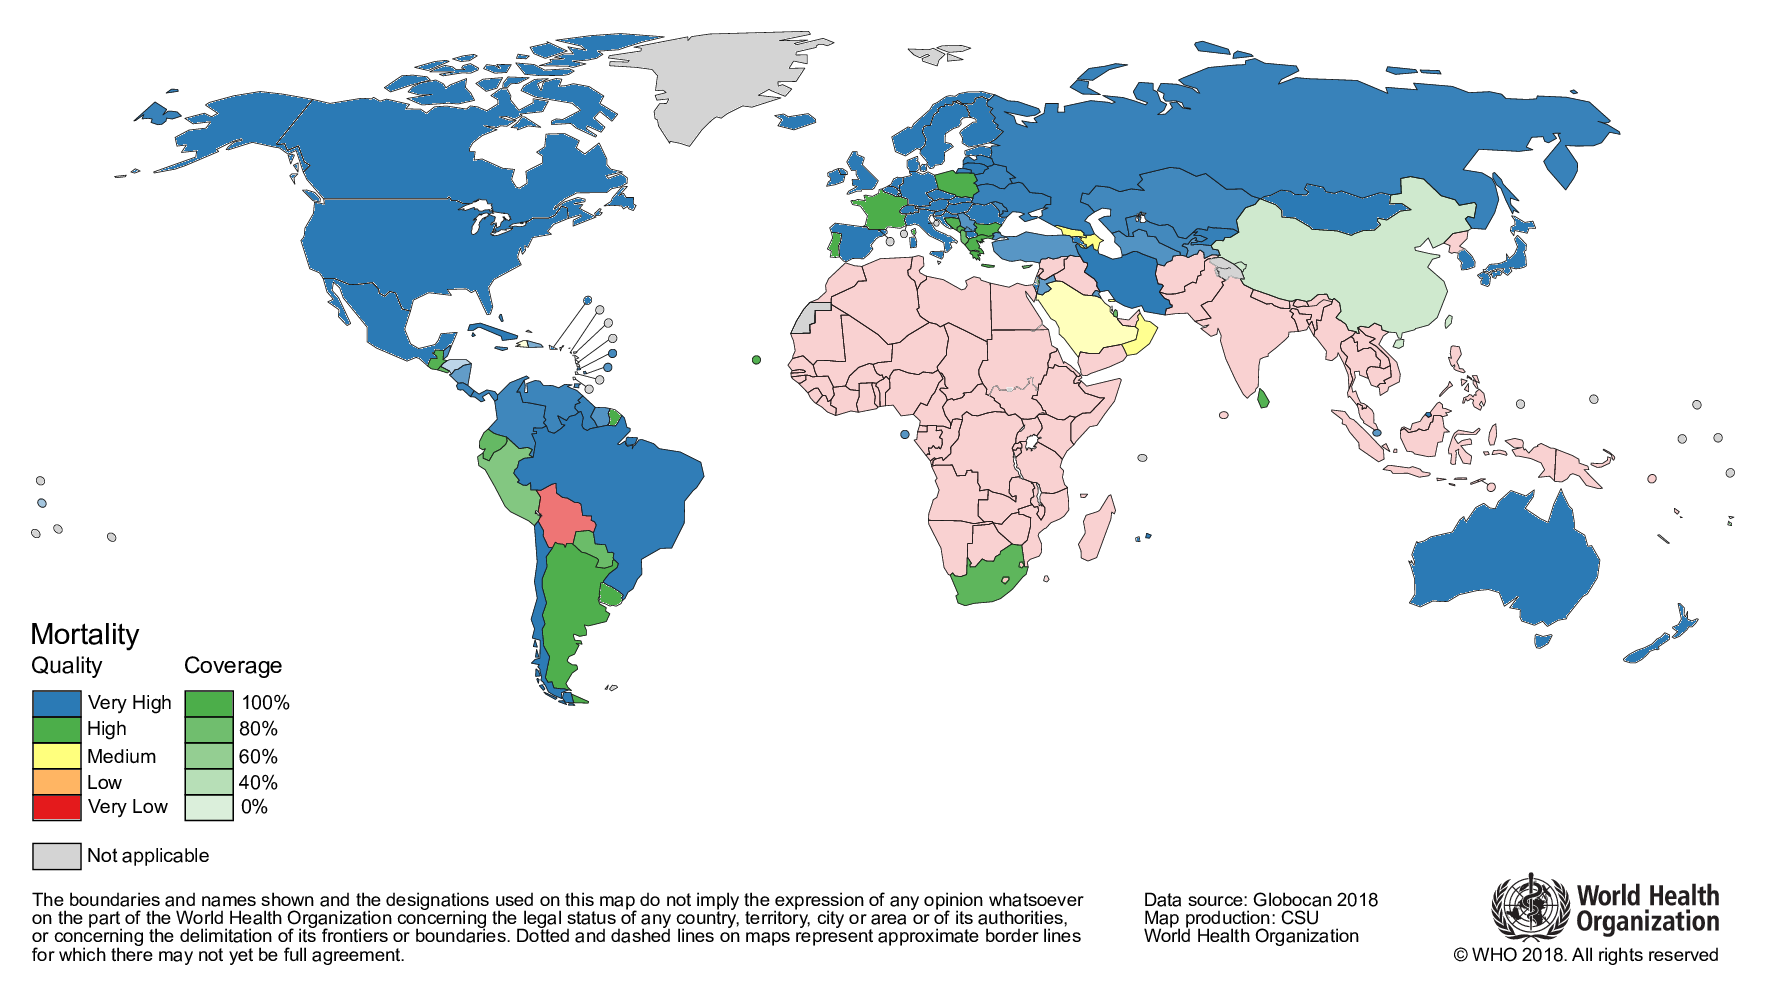 Mortality
Quality Coverage
Very High 100%
High 80%
Medium 60%
Low 40%
Very Low 0%
Not applicable
The boundaries and names shown and the designations used on this map do not imply the expression of any opinion whatsoever
on the part of the World Health Organization concerning the legal status of any country, territory, city or area or of its authorities,
or concerning the delimitation of its frontiers or boundaries. Dotted and dashed lines on maps represent approximate border lines
for which there may not yet be full agreement.
Data source: Globocan 2018
Map production: CSU
World Health Organization
World Health
Organization
© WHO 2018. All rights reserved